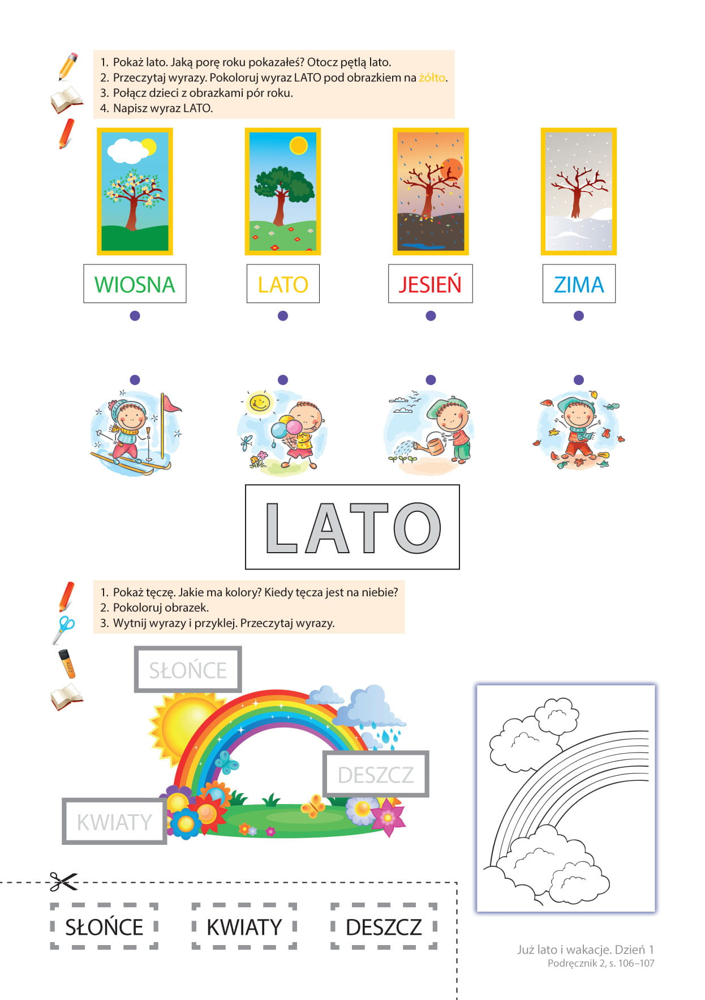 1. Pokaż lato. Jaką porę roku pokazałeś? Otocz pętlą lato.
2. Przeczytaj wyrazy. Pokoloruj wyraz LATO pod obrazkiem na żółto.
3. Połącz dzieci z obrazkami pór roku.
4. Napisz wyraz LATO.
WIOSNA
LATO
JESIEŃ
ZIMA
LATO
1. Pokaż tęczę. Jakie ma kolory? Kiedy tęcza jest na niebie?
2. Pokoloruj obrazek.
3. Wytnij wyrazy i przyklej. Przeczytaj wyrazy.
SŁOŃCE
DESZCZ
KWIATY
SŁOŃCE
KWIATY
DESZCZ
Już lato i wakacje. Dzień 1
Podręcznik 2, s. 106–107